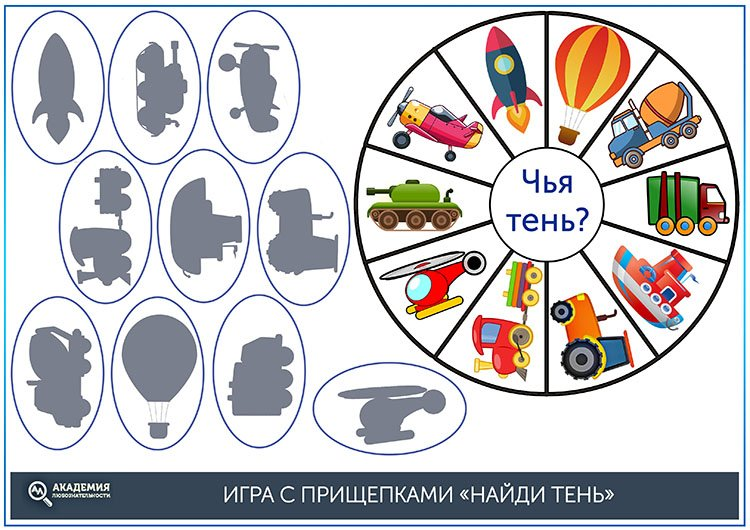 Чья
тень?
АКАДЕМИЯ
ЛЮБОЗНАТЕЛЬНОСТИ
ИГРА С ПРИЩЕПКАМИ «НАЙДИ ТЕНЬ»